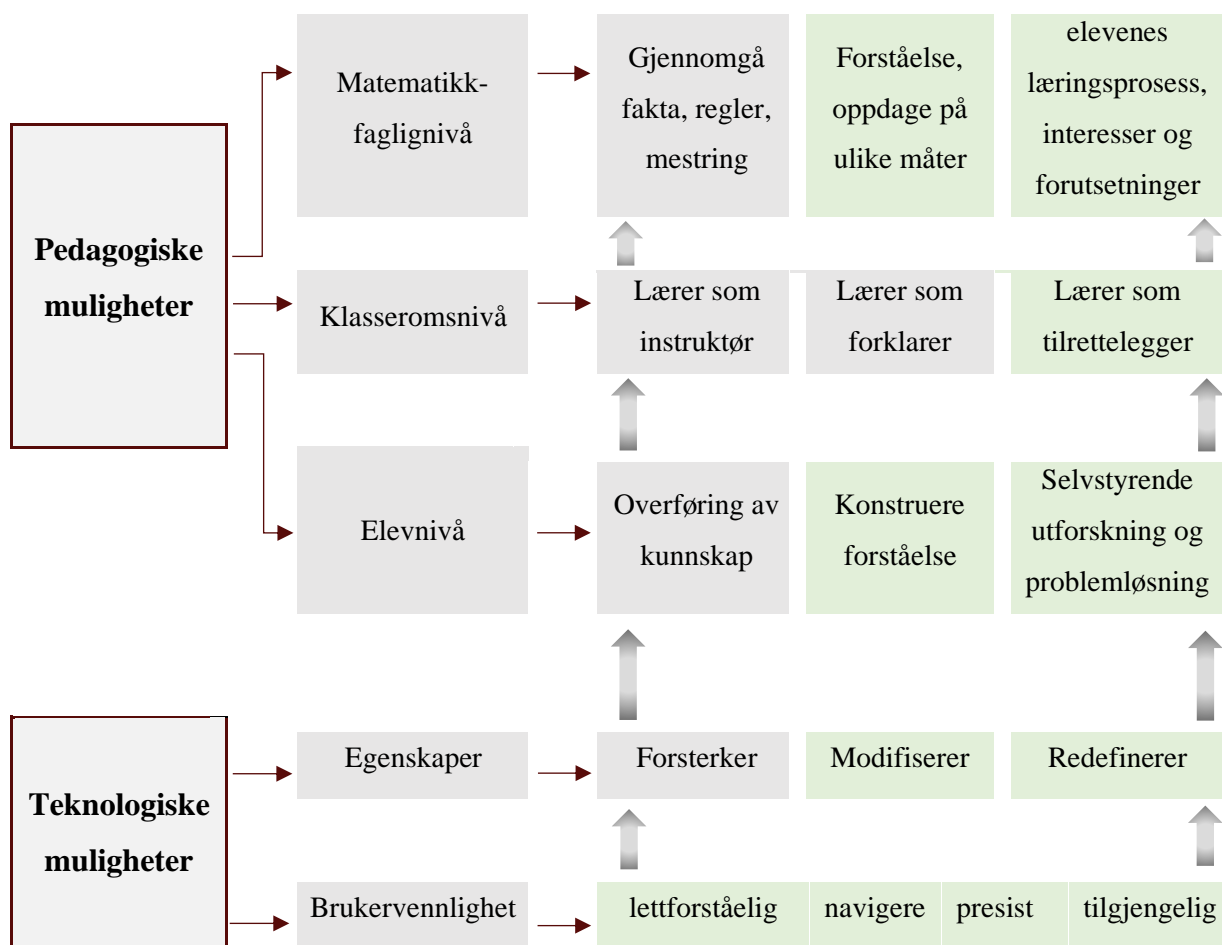 Pedagogiske
muligheter
Matematikk-
faglignivå
Gjennomgå
fakta, regler,
mestring
Forståelse,
oppdage på
ulike måter
elevenes
læringsprosess,
interesser og
forutsetninger
Klasseromsnivå
Lærer som
instruktør
Lærer som
forklarer
Lærer som
tilrettelegger
Elevnivå
Overføring av
kunnskap
Konstruere
forståelse
Selvstyrende
utforskning og
problemløsning
Teknologiske
muligheter
Egenskaper
Forsterker
Modifiserer
Redefinerer
Brukervennlighet
lettforståelig
navigere
presist
tilgjengelig